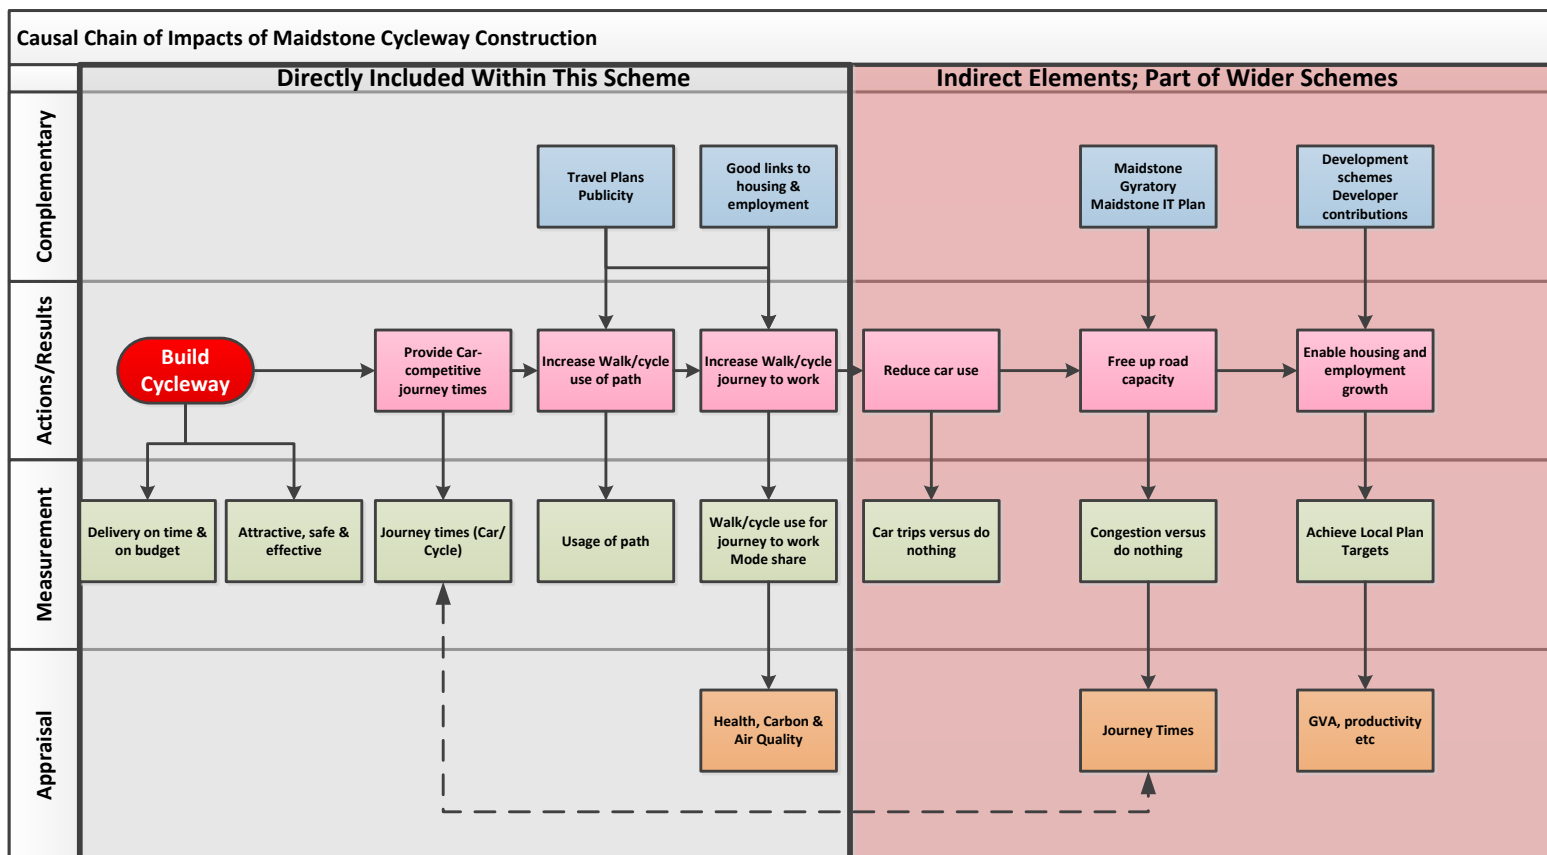 Causal Chain of Impacts of Maidstone Cycleway Construction
Directly Included Within This Scheme
Indirect Elements; Part of Wider Schemes
Complementary
Travel Plans
Publicity
Good links to
housing &
employment
Maidstone
Gyratory
Maidstone IT Plan
Development
schemes
Developer
contributions
Actions/Results
Build
Cycleway
Provide Car-
competitive
journey times
Increase Walk/cycle
use of path
Increase Walk/cycle
journey to work
Reduce car use
Free up road
capacity
Enable housing and
employment
growth
Measurement
Delivery on time &
on budget
Attractive, safe &
effective
Journey times (Car/
Cycle)
Usage of path
Walk/cycle use for
journey to work
Mode share
Car trips versus do
nothing
Congestion versus
do nothing
Achieve Local Plan
Targets
Appraisal
Health, Carbon &
Air Quality
Journey Times
GVA, productivity
etc